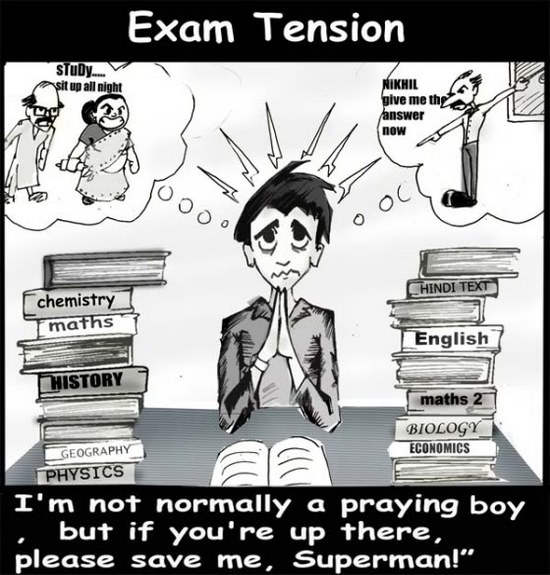 Exam Tension
sTuDy.....
sit up all night
NiKHIL
give me the
answer
now
chemistry
maths
HISTORY
GEOGRAPHY
PHYSICS
HINDI TEXT
English
maths 2
BIOLOGY
ECONOMICS
I'm not normally a praying boy
, but if you're up there,
please save me, Superman!”